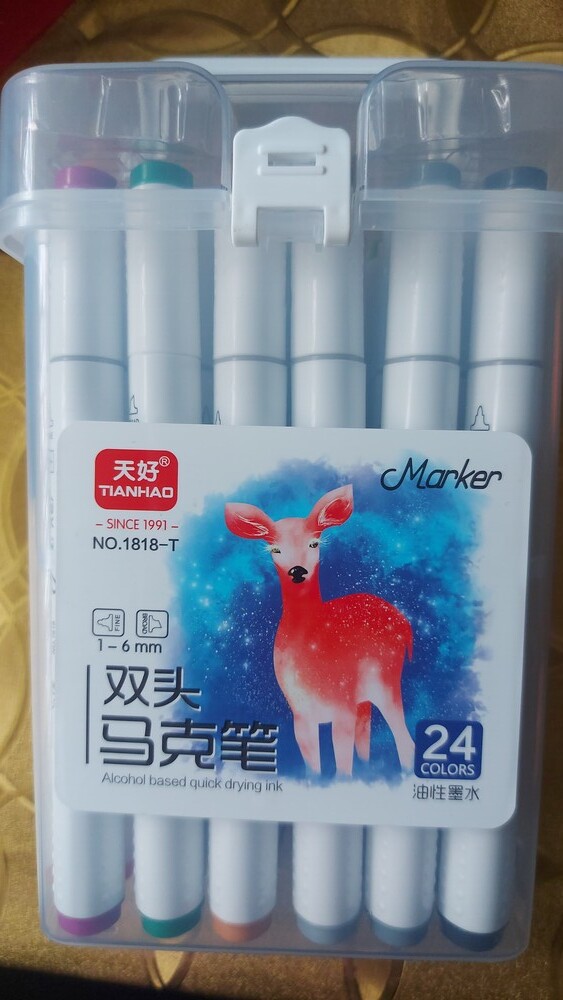 天好®
TIANHAO
- SINCE 1991 -
NO.1818-T
Marker
FINE
BROAD
1-6 mm
双头
马克笔
Alcohol based quick drying ink
24
COLORS
油性墨水